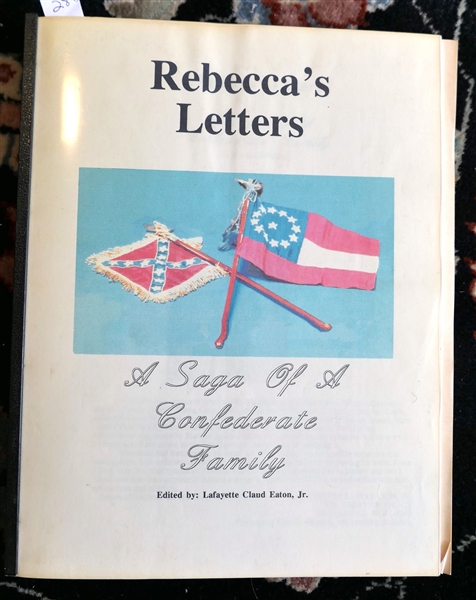 Rebecca's
Letters
A Saga Of A
Confederate
Family
Edited by: Lafayette Claud Eaton, Jr.